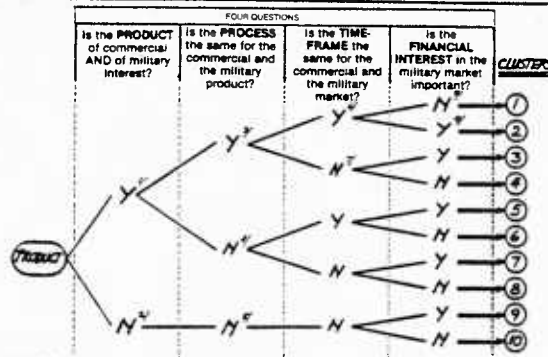 FOUR QUESTIONS
Is the PRODUCT of commercial AND of military Interest?
Is the PROCESS the same for the commercial and the military product?
Is the TIME-FRAME the same for the commercial and the military market?
Is the FINANCIAL INTEREST in the military market important?
CLUSTERS
N 1
Y Y 2
Y N Y 3
Y N 4
PRODUCT
Y 5
N Y N 6
N Y 7
N 8
N N N Y 9
N 10